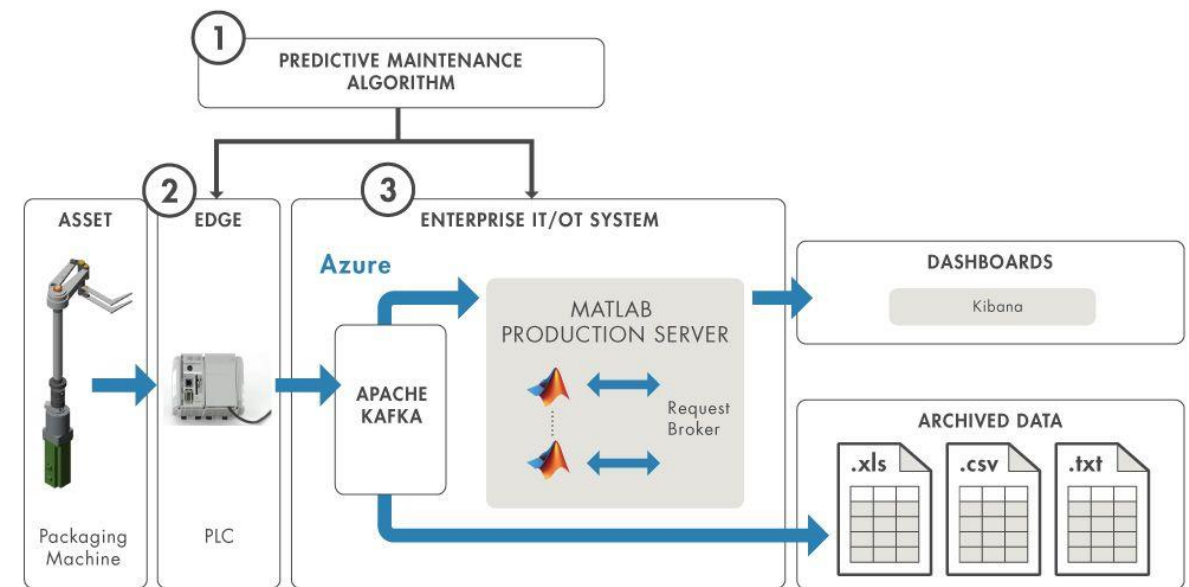 1
PREDICTIVE MAINTENANCE
ALGORITHM
2
3
ASSET
EDGE
ENTERPRISE IT/OT SYSTEM
Azure
MATLAB
PRODUCTION SERVER
APACHE
KAFKA
Request
Broker
Packaging
Machine
PLC
DASHBOARDS
Kibana
ARCHIVED DATA
.xls
.csv
.txt